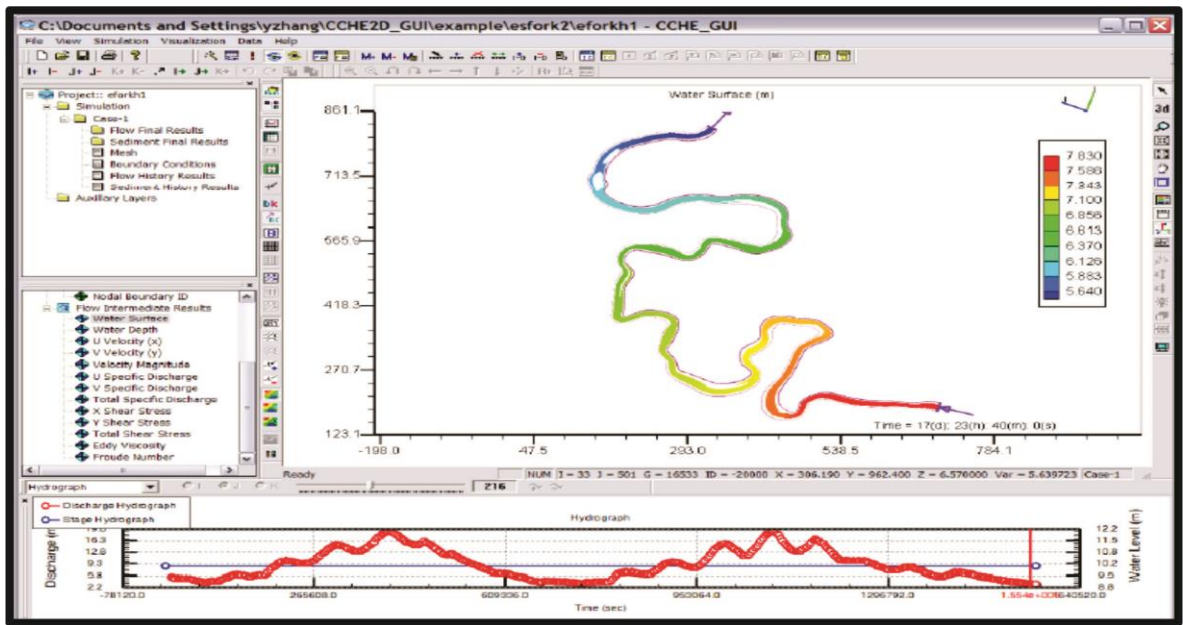 C:\Documents and Settings\yzhang\CCHE2D_GUI\example\esfork2\eforkh1 - CCHE_GUI
File View Simulation Visualization Data Help
Project:: eforkh1
Simulation
Case-1
Flow Final Results
Sediment Final Results
Mesh
Boundary Conditions
Flow History Results
Sediment History Results
Auxiliary Layers
Nodal Boundary ID
Flow Intermediate Results
Water Surface
Water Depth
U Velocity (x)
V Velocity (y)
Velocity Magnitude
U Specific Discharge
V Specific Discharge
Total Specific Discharge
X Shear Stress
Y Shear Stress
Total Shear Stress
Eddy Viscosity
Froude Number
Water Surface (m)
861.1
713.5
565.9
418.3
270.7
123.1
-198.0 47.5 293.0 538.5 784.1
7.830
7.586
7.343
7.100
6.856
6.613
6.370
6.126
5.883
5.640
Time = 17(d); 23(h); 40(m); 0(s)
3d
bk
Ready
NUM I = 33 J = 501 G = 16533 ID = -20000 X = 306.190 Y = 962.400 Z = 6.570000 Var = 5.639723 Case-1
Hydrograph
216
Discharge Hydrograph
Stage Hydrograph
Hydrograph
Discharge (m
19.8
16.3
12.8
9.3
5.8
2.2
12.2
11.5
10.8
10.2
9.5
8.8
Water Level (m)
-78120.0 265608.0 609336.0 953064.0 1296792.0 1640520.0
Time (sec)